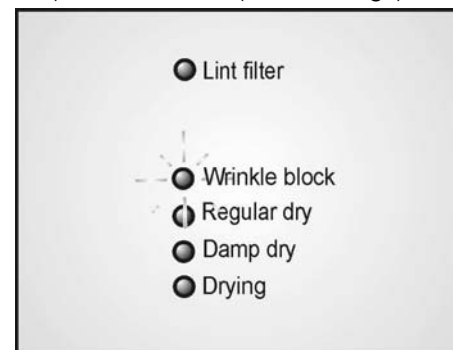 Lint filter
Wrinkle block
Regular dry
Damp dry
Drying